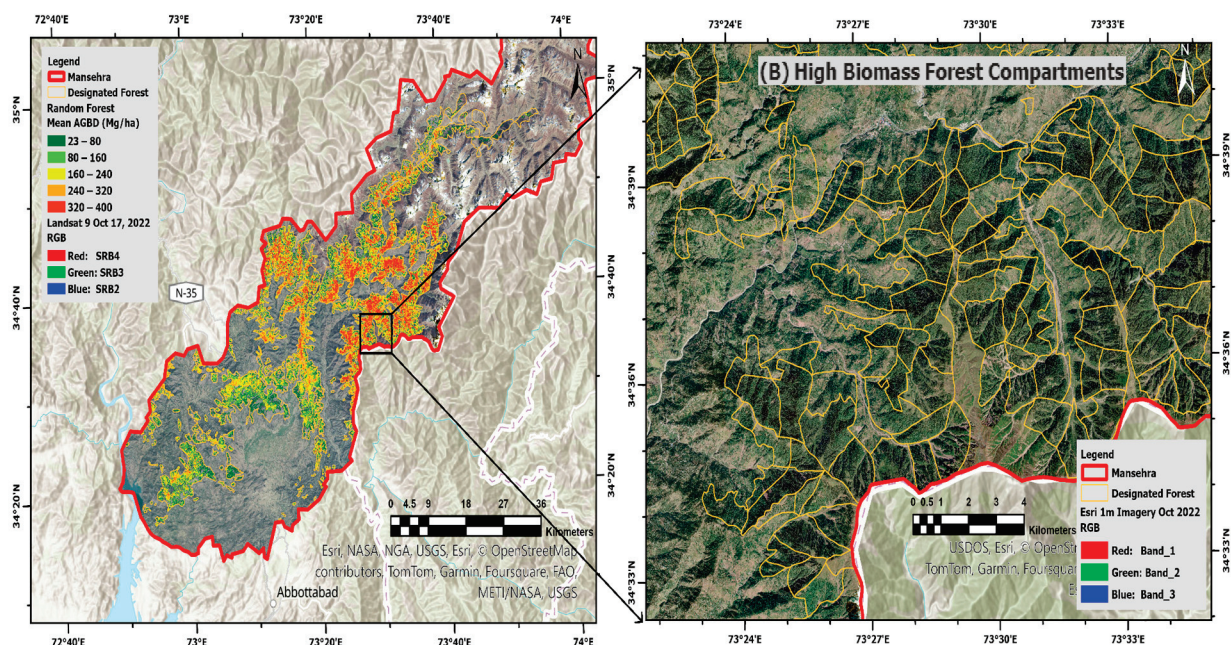 72°40'E 73°E 73°20'E 73°40'E 74°E
Legend
Mansehra
Designated Forest
Random Forest
Mean AGBD (Mg/ha)
23 – 80
80 – 160
160 – 240
240 – 320
320 – 400
Landsat 9 Oct 17, 2022
RGB
Red: SRB4
Green: SRB3
Blue: SRB2
N
N-35
35°N
34°40'N
34°20'N
35°N
34°40'N
34°20'N
0 4.5 9 18 27 36
Kilometers
Esri, NASA, NGA, USGS, Esri, © OpenStreetMap
contributors, TomTom, Garmin, Foursquare, FAO,
METI/NASA, USGS
Abbottabad
72°40'E 73°E 73°20'E 73°40'E 74°E
73°24'E 73°27'E 73°30'E 73°33'E
(B) High Biomass Forest Compartments
N
34°39'N
34°36'N
34°33'N
34°39'N
34°36'N
34°33'N
0 0.5 1 2 3 4
Kilometers
USDOS, Esri, © OpenStr
TomTom, Garmin, Foursqua
Legend
Mansehra
Designated Forest
Esri 1m Imagery Oct 2022
RGB
Red: Band_1
Green: Band_2
Blue: Band_3
73°24'E 73°27'E 73°30'E 73°33'E